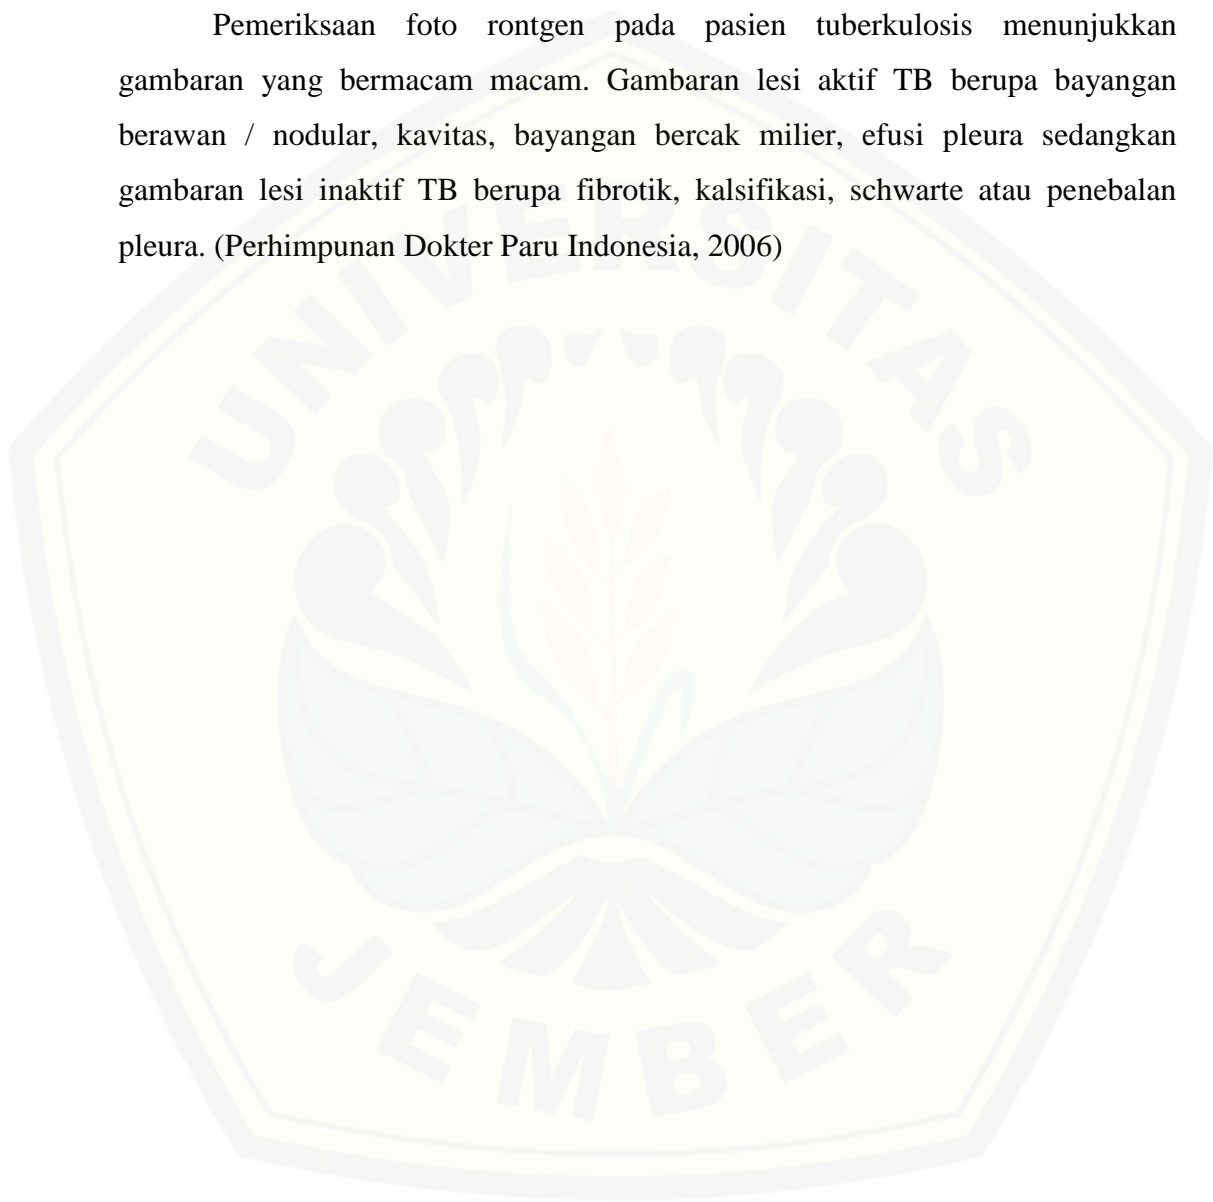 Pemeriksaan foto rontgen pada pasien tuberkulosis menunjukkan
gambaran yang bermacam macam. Gambaran lesi aktif TB berupa bayangan
berawan / nodular, kavitas, bayangan bercak milier, efusi pleura sedangkan
gambaran lesi inaktif TB berupa fibrotik, kalsifikasi, schwarte atau penebalan
pleura. (Perhimpunan Dokter Paru Indonesia, 2006)
UNIVERSITAS
JEMBER